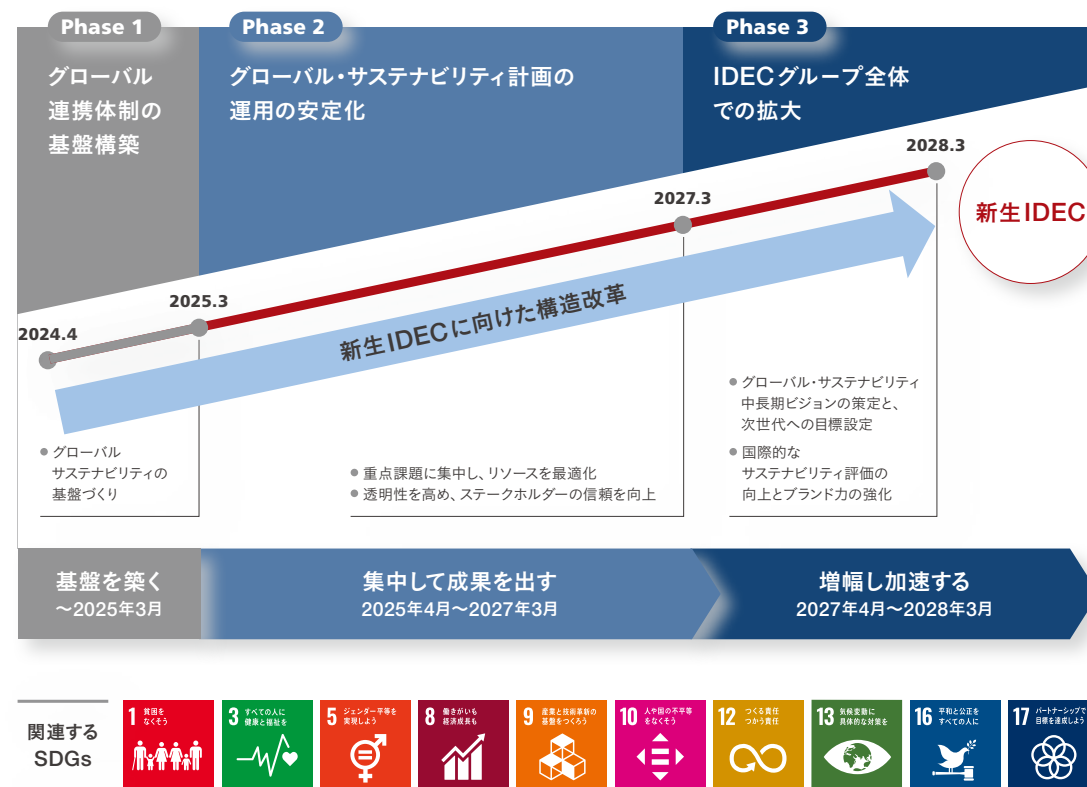 Phase 1
グローバル
連携体制の
基盤構築
Phase 2
グローバル・サステナビリティ計画の
運用の安定化
Phase 3
IDECグループ全体
での拡大
2024.4
2025.3
2027.3
2028.3
新生IDEC
新生IDECに向けた構造改革
● グローバル
サステナビリティの
基盤づくり
● 重点課題に集中し、リソースを最適化
● 透明性を高め、ステークホルダーの信頼を向上
● グローバル・サステナビリティ
中長期ビジョンの策定と、
次世代への目標設定
● 国際的な
サステナビリティ評価の
向上とブランド力の強化
基盤を築く
～2025年3月
集中して成果を出す
2025年4月～2027年3月
増幅し加速する
2027年4月～2028年3月
関連する
SDGs
1 貧困を
なくそう
3 すべての人に
健康と福祉を
5 ジェンダー平等を
実現しよう
8 働きがいも
経済成長も
9 産業と技術革新の
基盤をつくろう
10 人や国の不平等
をなくそう
12 つくる責任
つかう責任
13 気候変動に
具体的な対策を
16 平和と公正を
すべての人に
17 パートナーシップで
目標を達成しよう